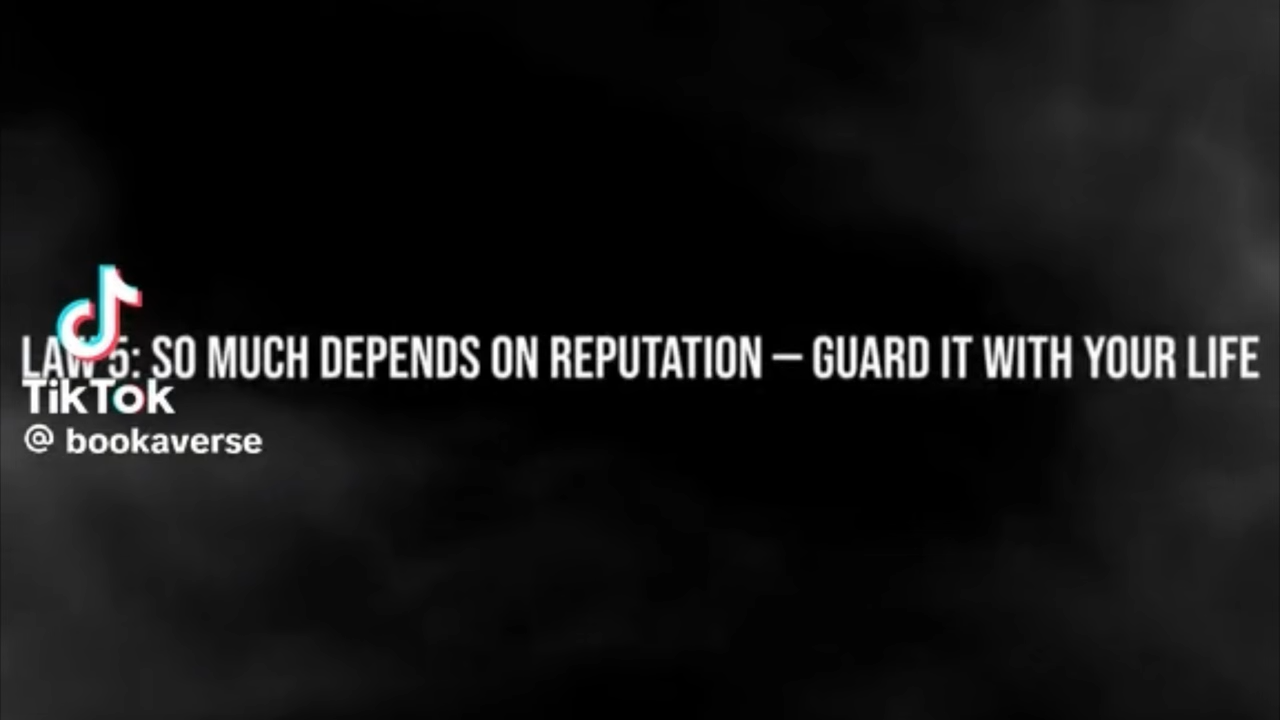 LAW 5: SO MUCH DEPENDS ON REPUTATION – GUARD IT WITH YOUR LIFE
TikTok
@ bookaverse